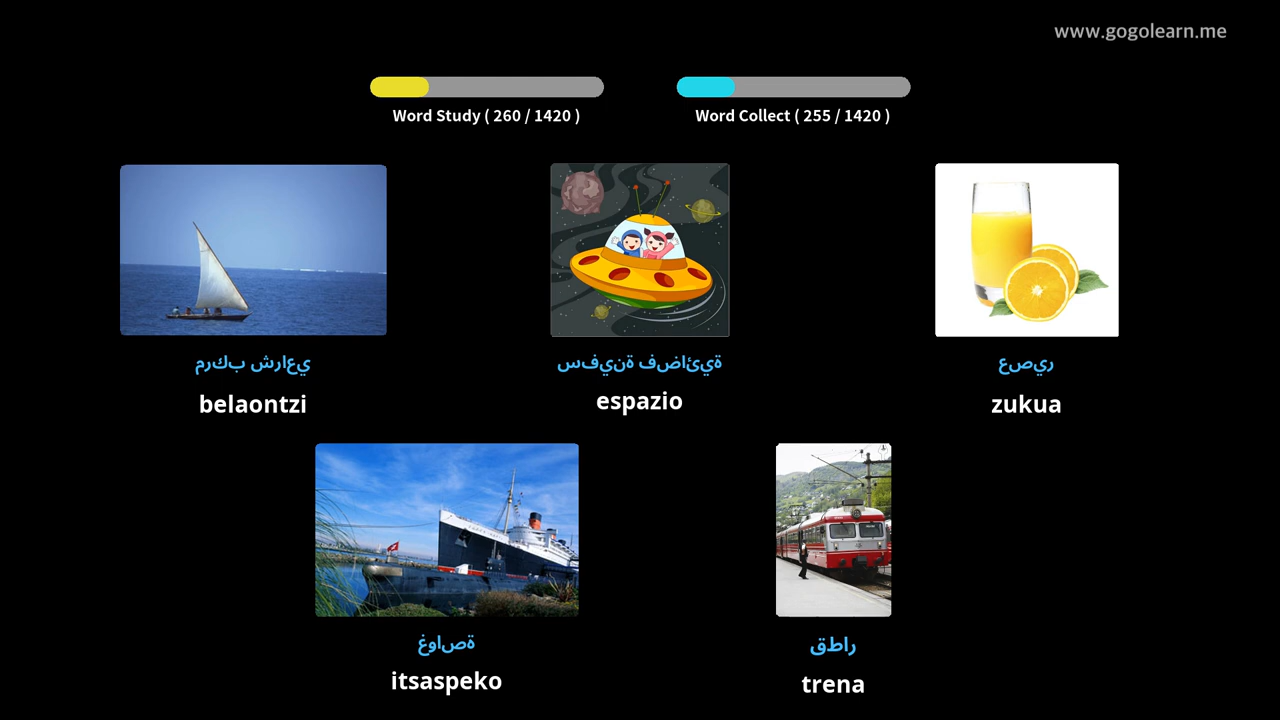 www.gogolearn.me
Word Study ( 260 / 1420 )
Word Collect ( 255 / 1420 )
مركب شراعي
belaontzi
سفينة فضائية
espazio
عصير
zukua
غواصة
itsaspeko
قطار
trena